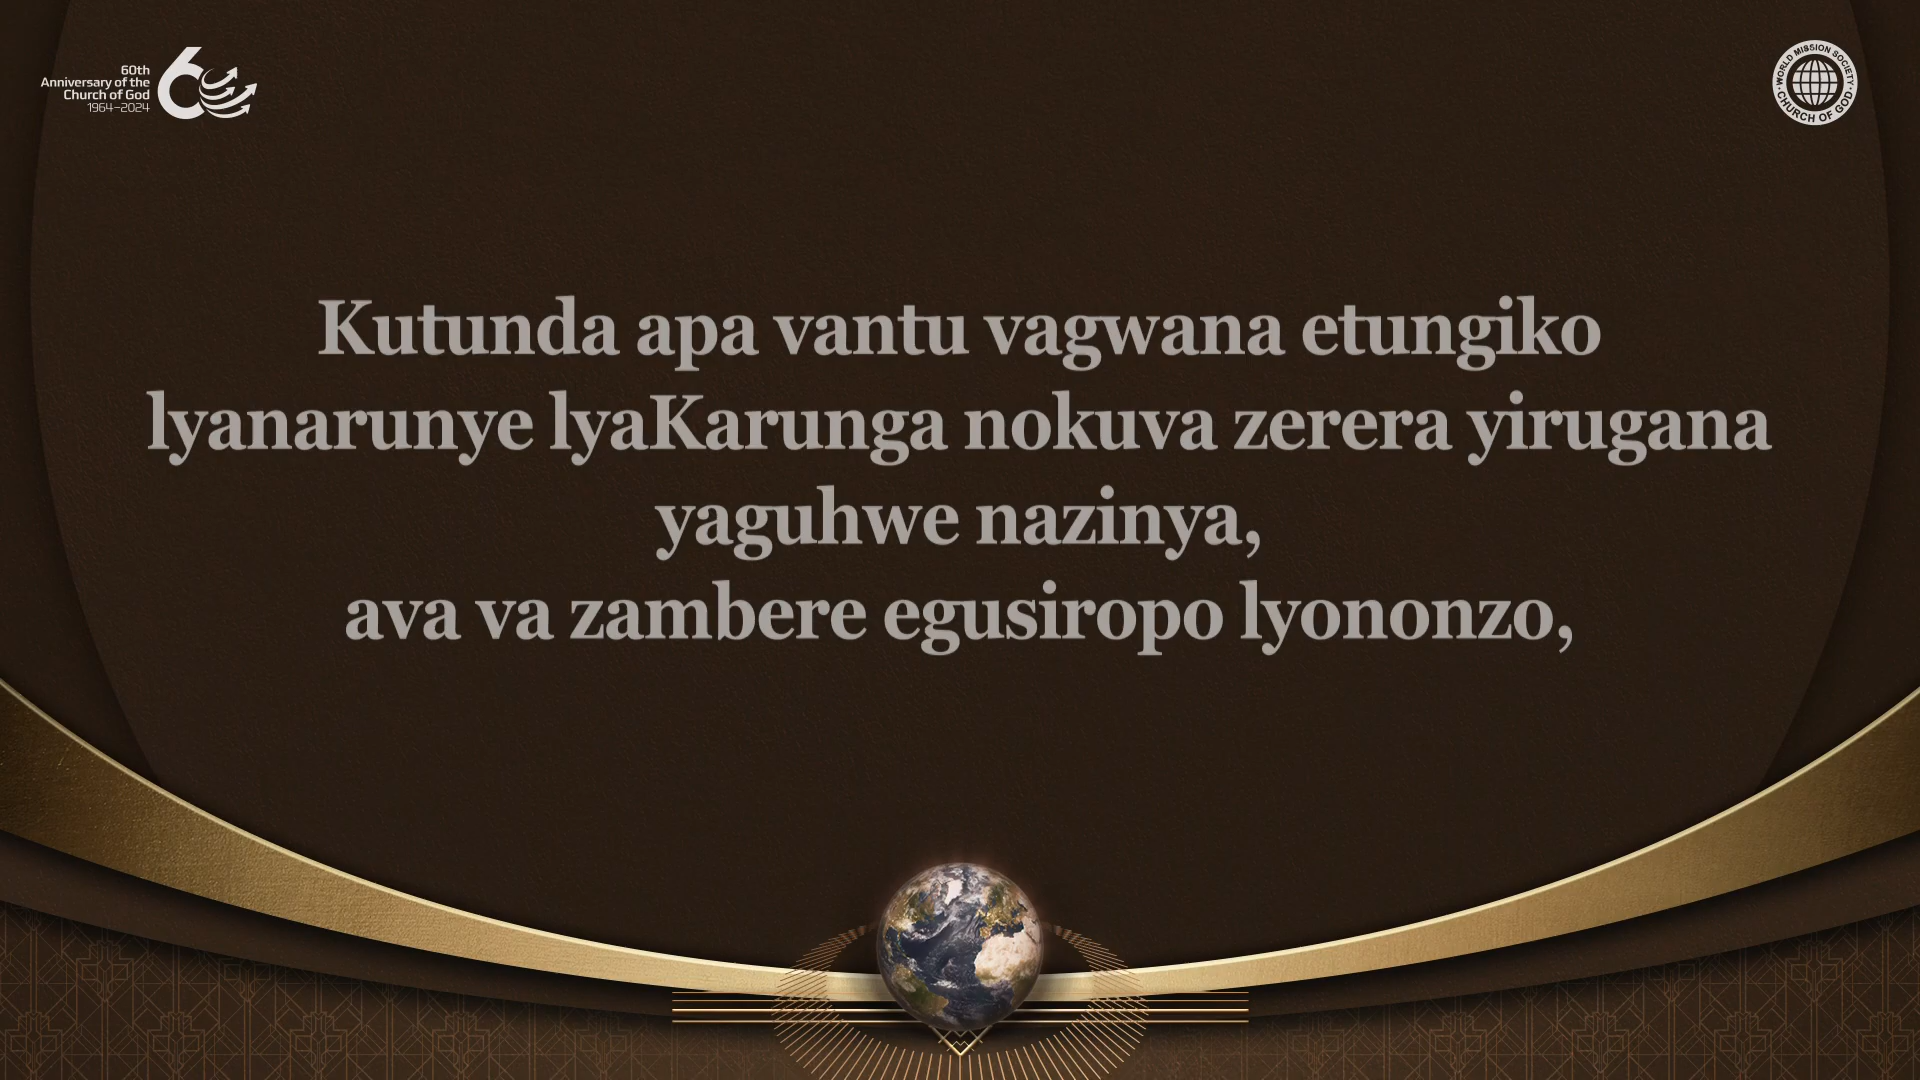 60th
Anniversary of the
Church of God
1964–2024
WORLD MISSION SOCIETY
CHURCH OF GOD
Kutunda apa vantu vagwana etungiko
lyanarunye lyaKarunga nokuva zerera yirugana
yaguhwe nazinya,
ava va zambere egusiropo lyononzo,